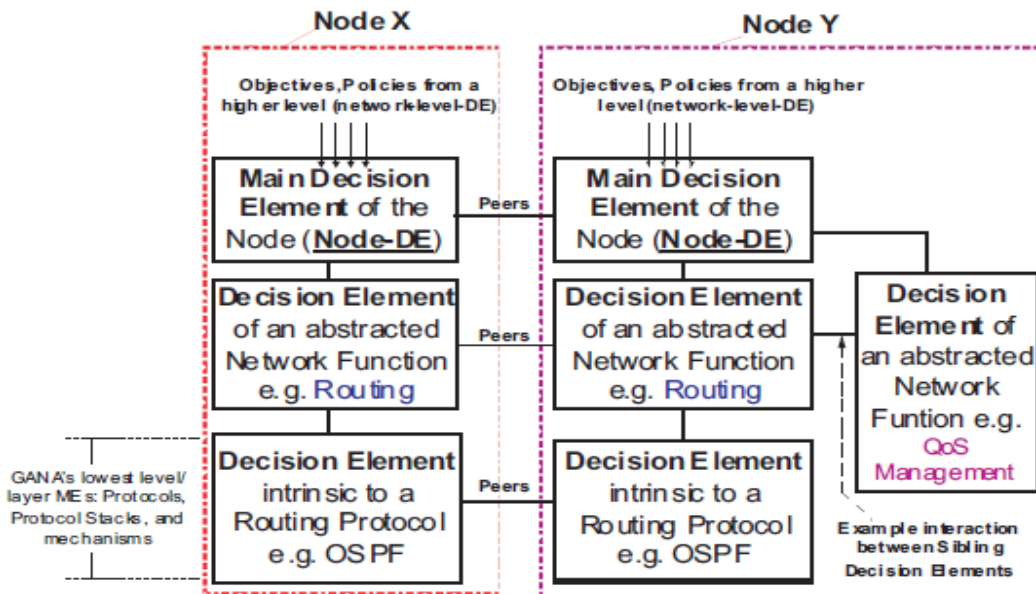 Node X
Node Y
Objectives, Policies from a
higher level (network-level-DE)
Objectives, Policies from a higher
level (network-level-DE)
Main Decision
Element of the
Node (Node-DE)
Peers
Main Decision
Element of the
Node (Node-DE)
Decision Element
of an abstracted
Network Function
e.g. Routing
Peers
Decision Element
of an abstracted
Network Function
e.g. Routing
Decision
Element of
an abstracted
Network
Funtion e.g.
QoS
Management
GANA's lowest level/
layer MEs: Protocols,
Protocol Stacks, and
mechanisms
Decision Element
intrinsic to a
Routing Protocol
e.g. OSPF
Peers
Decision Element
intrinsic to a
Routing Protocol
e.g. OSPF
Example interaction
between Sibling
Decision Elements